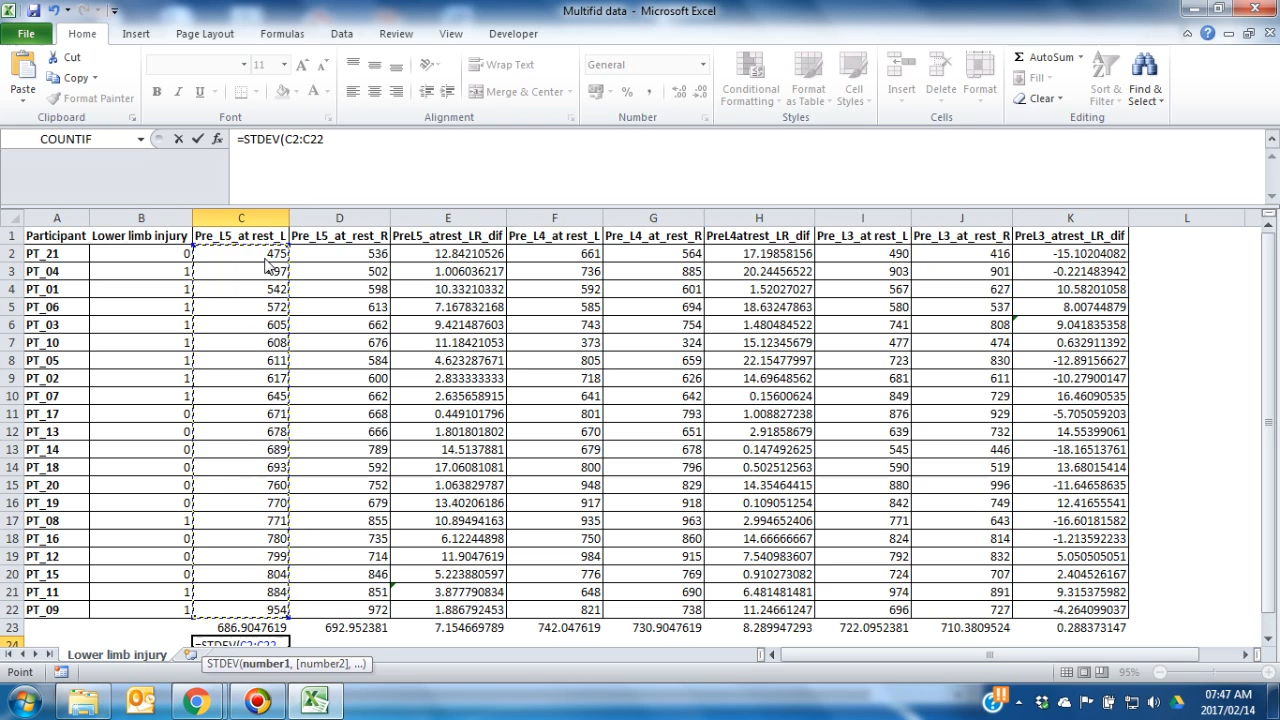 Multifid data - Microsoft Excel
File Home Insert Page Layout Formulas Data Review View Developer
Cut
Copy
Format Painter
Paste
Clipboard
11
Font
Wrap Text
Merge & Center
Alignment
General
Number
Conditional Formatting
Format as Table
Cell Styles
Styles
Insert Delete Format
Cells
AutoSum
Fill
Clear
Sort & Filter
Find & Select
Editing
COUNTIF =STDEV(C2:C22
A B C D E F G H I J K L
1 Participant Lower limb injury Pre_L5_at rest_L Pre_L5_at_rest_R PreL5_atrest_LR_dif Pre_L4_at rest_L Pre_L4_at_rest_R PreL4atrest_LR_dif Pre_L3_at rest_L Pre_L3_at_rest_R PreL3_atrest_LR_dif
2 PT_21 0 475 536 12.84210526 661 564 17.19858156 490 416 -15.10204082
3 PT_04 1 97 502 1.006036217 736 885 20.24456522 903 901 -0.221483942
4 PT_01 1 542 598 10.33210332 592 601 1.52027027 567 627 10.58201058
5 PT_06 1 572 613 7.167832168 585 694 18.63247863 580 537 8.00744879
6 PT_03 1 605 662 9.421487603 743 754 1.480484522 741 808 9.041835358
7 PT_10 1 608 676 11.18421053 373 324 15.12345679 477 474 0.632911392
8 PT_05 1 611 584 4.623287671 805 659 22.15477997 723 830 -12.89156627
9 PT_02 1 617 600 2.833333333 718 626 14.69648562 681 611 -10.27900147
10 PT_07 1 645 662 2.635658915 641 642 0.15600624 849 729 16.46090535
11 PT_17 0 671 668 0.449101796 801 793 1.008827238 876 929 -5.705059203
12 PT_13 0 678 666 1.801801802 670 651 2.91858679 639 732 14.55399061
13 PT_14 0 689 789 14.5137881 679 678 0.147492625 545 446 -18.16513761
14 PT_18 0 693 592 17.06081081 800 796 0.502512563 590 519 13.68015414
15 PT_20 0 760 752 1.063829787 948 829 14.35464415 880 996 -11.64658635
16 PT_19 0 770 679 13.40206186 917 918 0.109051254 842 749 12.41655541
17 PT_08 1 771 855 10.89494163 935 963 2.994652406 771 643 -16.60181582
18 PT_16 0 780 735 6.12244898 750 860 14.66666667 824 814 -1.213592233
19 PT_12 0 799 714 11.9047619 984 915 7.540983607 792 832 5.050505051
20 PT_15 0 804 846 5.223880597 776 769 0.910273082 724 707 2.404526167
21 PT_11 1 884 851 3.877790834 648 690 6.481481481 974 891 9.315375982
22 PT_09 1 954 972 1.886792453 821 738 11.24661247 696 727 -4.264099037
23 686.9047619 692.952381 7.154669789 742.047619 730.9047619 8.289947293 722.0952381 710.3809524 0.288373147
24 =STDEV(C2:C22
Lower limb injury
STDEV(number1, [number2], ...)
Point 95%
07:47 AM
2017/02/14